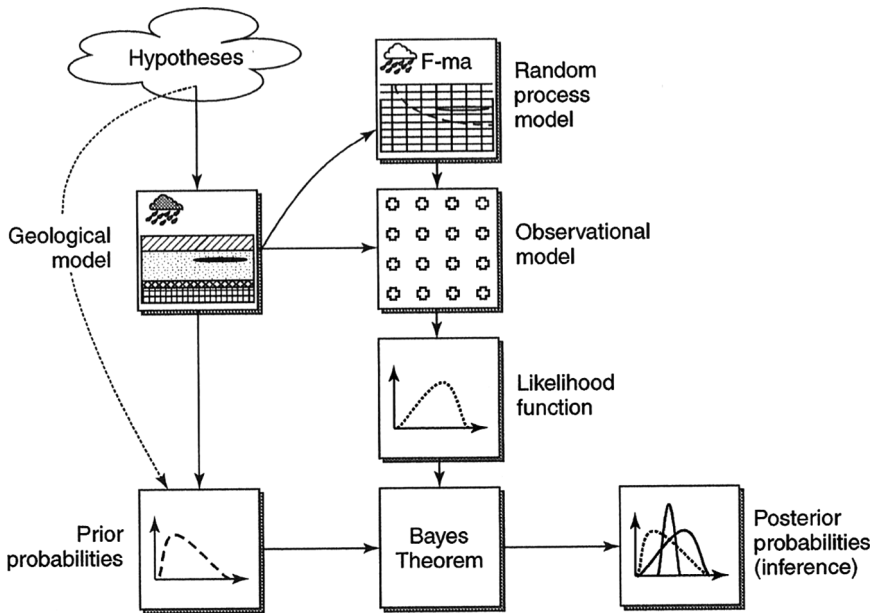 Hypotheses
F-ma
Random
process
model
Geological
model
Observational
model
Likelihood
function
Prior
probabilities
Bayes
Theorem
Posterior
probabilities
(inference)